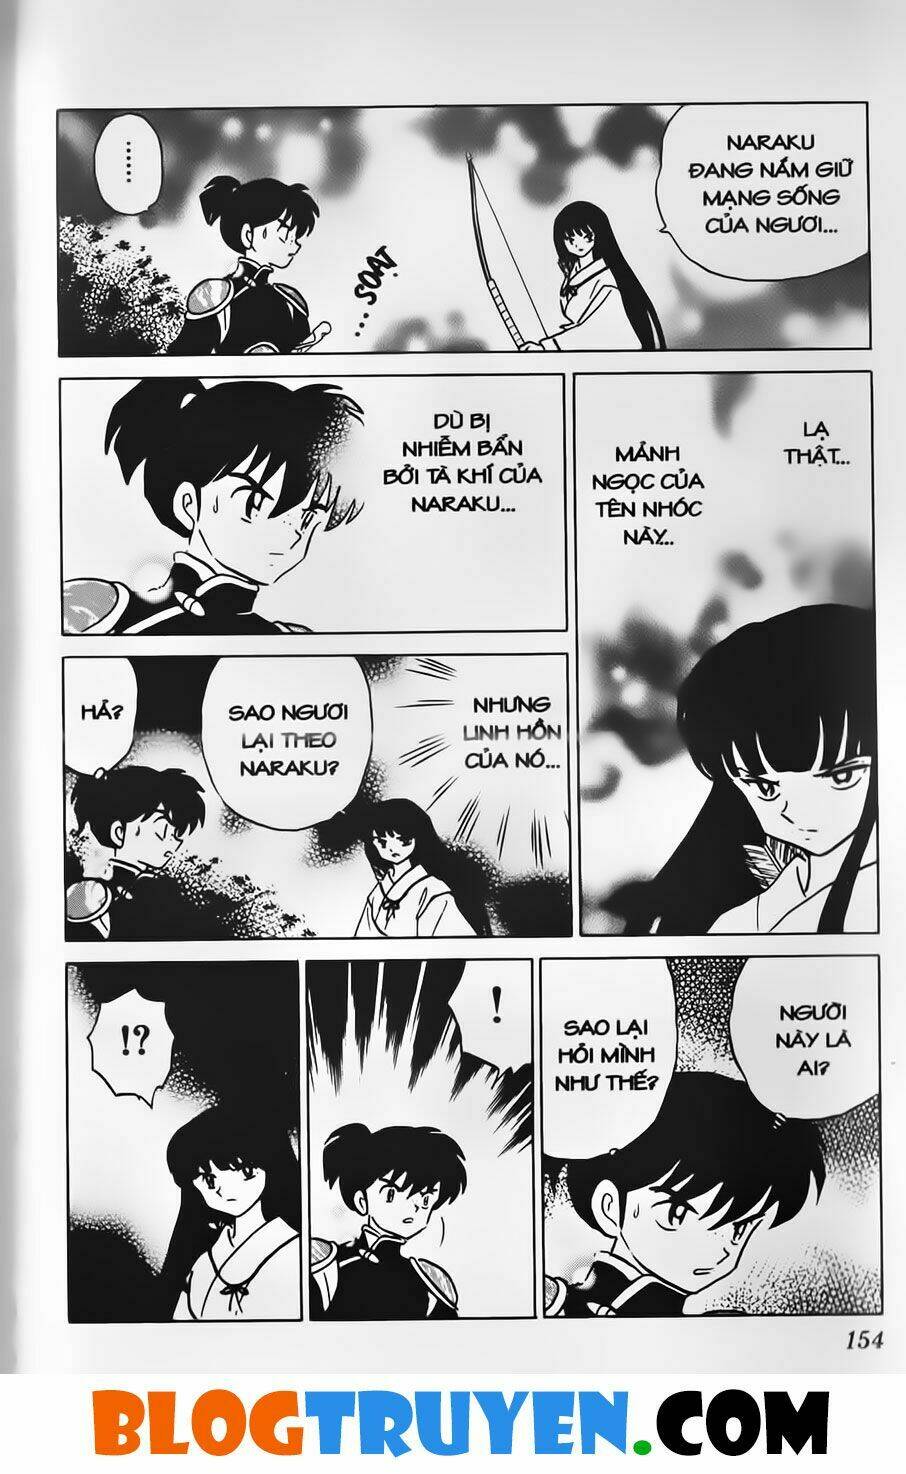 NARAKU
ĐANG NẮM GIỮ
MẠNG SỐNG
CỦA NGƯƠI...
... SOẠT
......
LẠ
THẬT...
MẢNH
NGỌC CỦA
TÊN NHÓC
NÀY...
DÙ BỊ
NHIỄM BẨN
BỞI TÀ KHÍ CỦA
NARAKU...
NHƯNG
LINH HỒN
CỦA NÓ...
SAO NGƯƠI
LẠI THEO
NARAKU?
HẢ?
NGƯỜI
NÀY LÀ
AI?
SAO LẠI
HỎI MÌNH
NHƯ THẾ?
!
!?
154
BLOGTRUYEN.COM